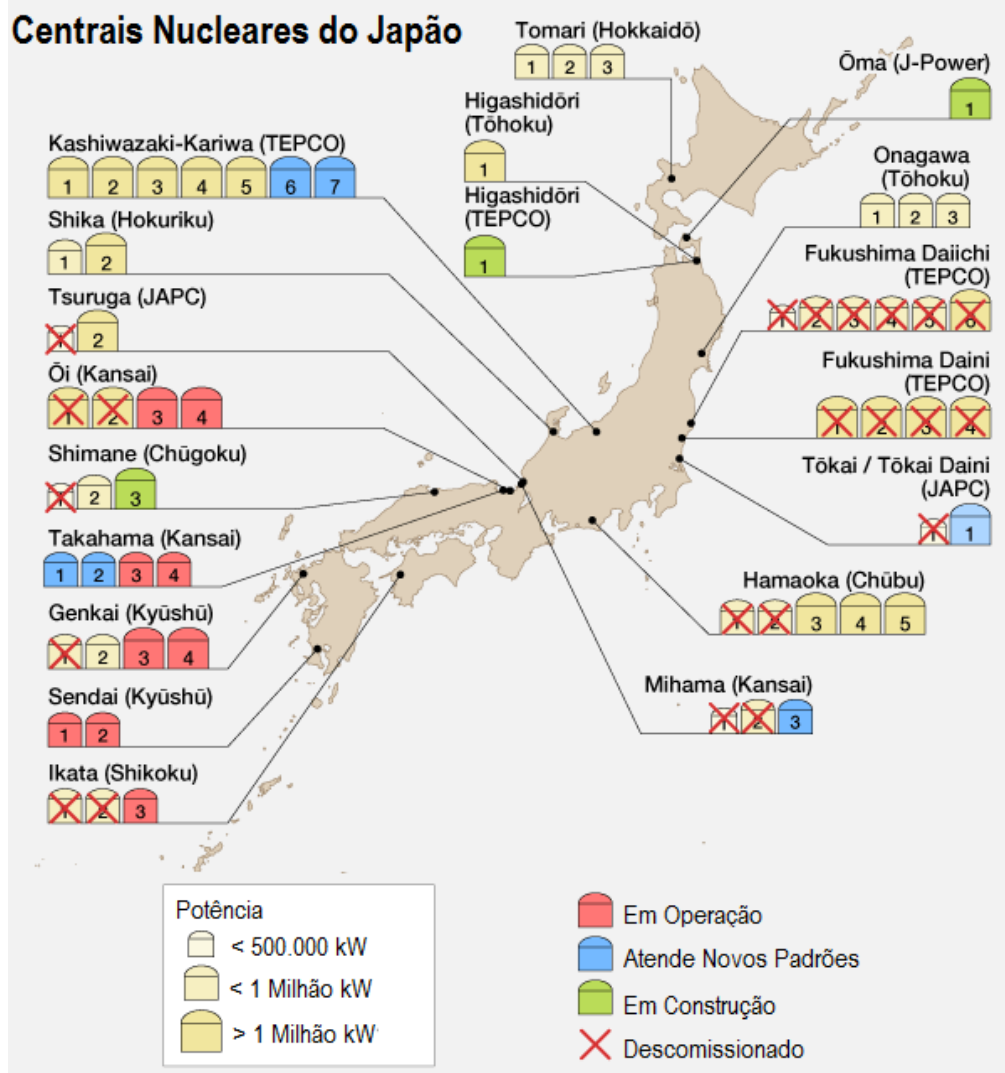 Centrais Nucleares do Japão
Tomari (Hokkaidō)
1 2 3
Ōma (J-Power)
1
Higashidōri
(Tōhoku)
1
Kashiwazaki-Kariwa (TEPCO)
1 2 3 4 5 6 7
Onagawa
(Tōhoku)
1 2 3
Higashidōri
(TEPCO)
1
Shika (Hokuriku)
1 2
Fukushima Daiichi
(TEPCO)
1 2 3 4 5 6
Tsuruga (JAPC)
1 2
Ōi (Kansai)
1 2 3 4
Fukushima Daini
(TEPCO)
1 2 3 4
Shimane (Chūgoku)
1 2 3
Tōkai / Tōkai Daini
(JAPC)
1 1
Takahama (Kansai)
1 2 3 4
Hamaoka (Chūbu)
1 2 3 4 5
Genkai (Kyūshū)
1 2 3 4
Mihama (Kansai)
1 2 3
Sendai (Kyūshū)
1 2
Ikata (Shikoku)
1 2 3
Potência
< 500.000 kW
< 1 Milhão kW
> 1 Milhão kW
Em Operação
Atende Novos Padrões
Em Construção
Descomissionado